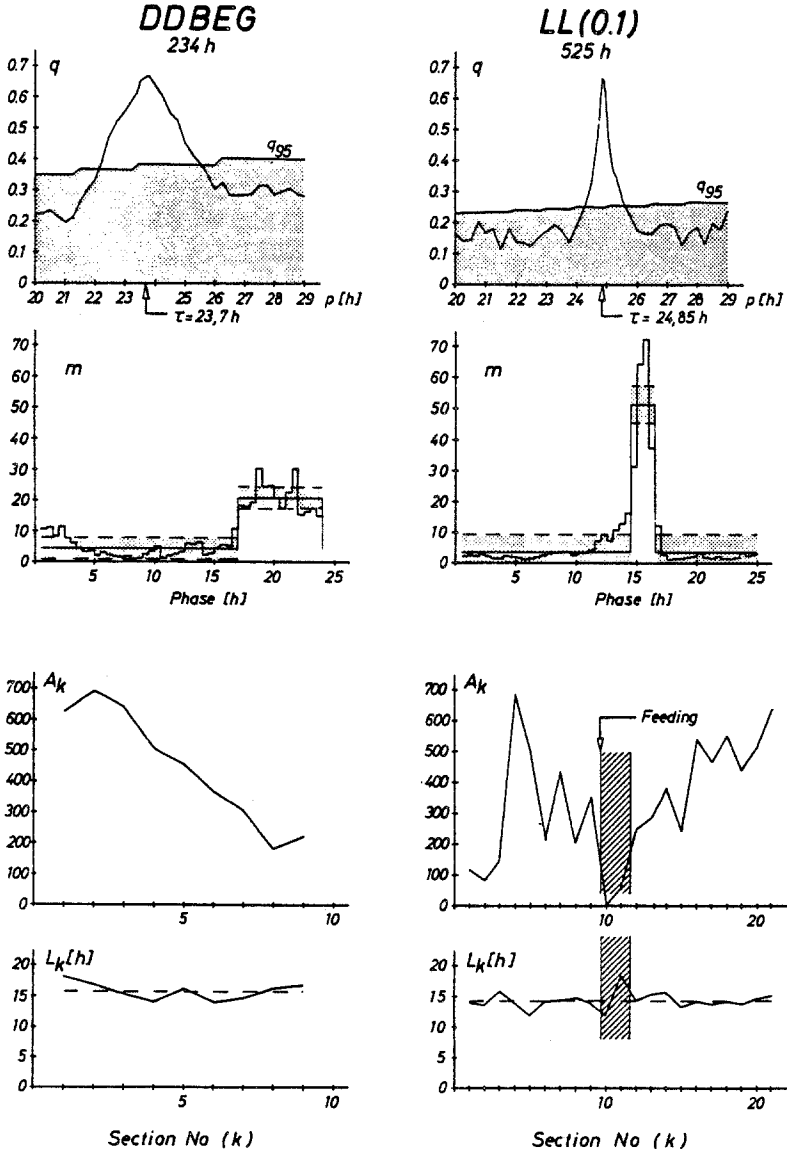 DDBEG
234 h
0.7
q
0.6
0.5
0.4
q95
0.3
0.2
0.1
0
20 21 22 23 24 25 26 27 28 29 p [h]
τ=23,7 h
70
m
60
50
40
30
20
10
0
5 10 15 20 25
Phase [h]
Ak
700
600
500
400
300
200
100
0
5 10
Lk [h]
20
15
10
5
0
5 10
Section No (k)
LL(0.1)
525 h
0.7
q
0.6
0.5
0.4
0.3
q95
0.2
0.1
0
20 21 22 23 24 25 26 27 28 29 p [h]
τ=24,85 h
70
m
60
50
40
30
20
10
0
5 10 15 20 25
Phase [h]
Ak
700
Feeding
600
500
400
300
200
100
0
10 20
Lk [h]
20
15
10
5
0
10 20
Section No (k)